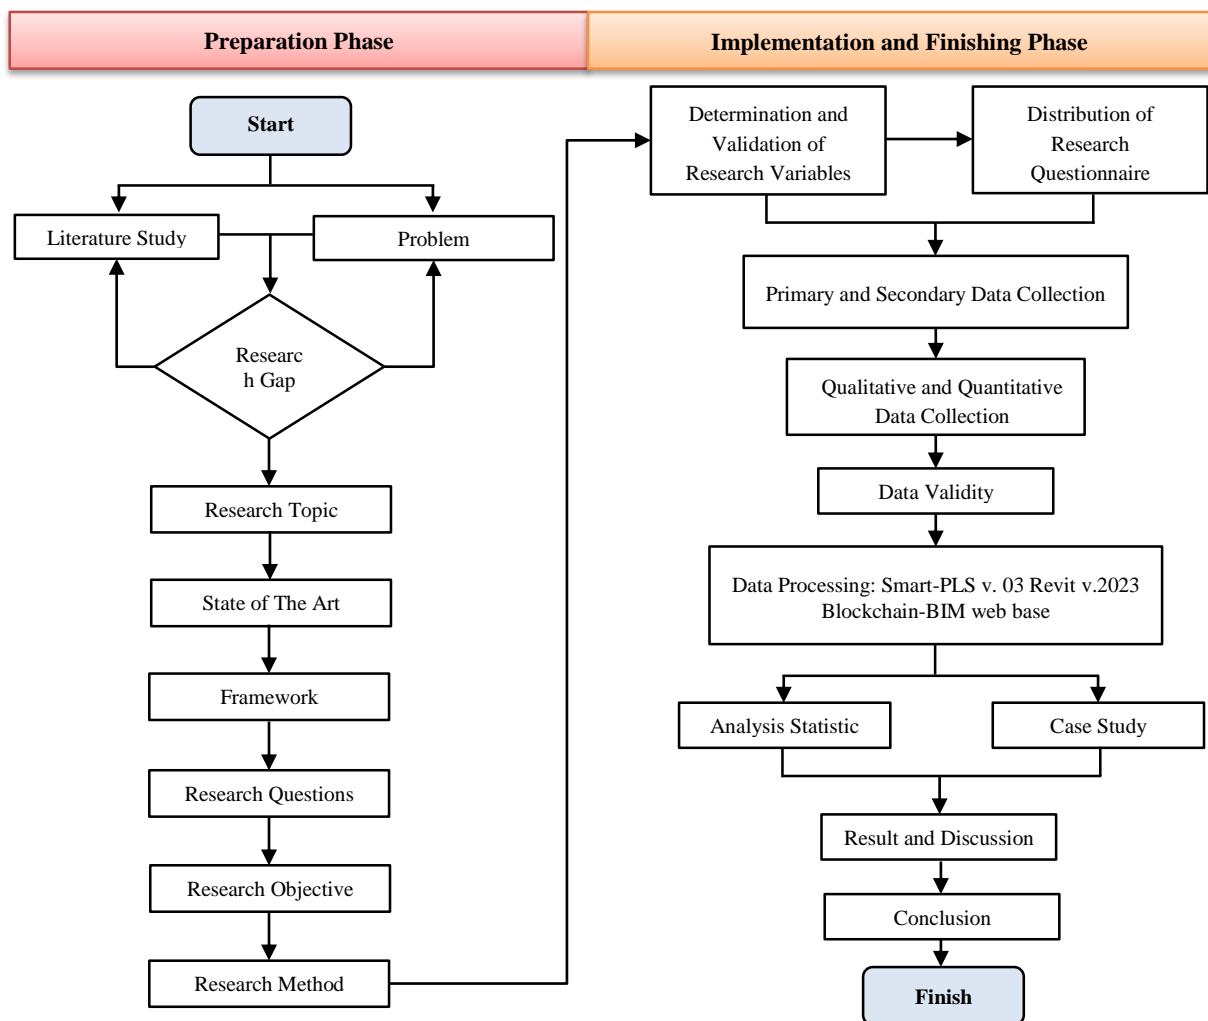 Preparation Phase
Implementation and Finishing Phase
Start
Literature Study
Problem
Researc
h Gap
Research Topic
State of The Art
Framework
Research Questions
Research Objective
Research Method
Determination and
Validation of
Research Variables
Distribution of
Research
Questionnaire
Primary and Secondary Data Collection
Qualitative and Quantitative
Data Collection
Data Validity
Data Processing: Smart-PLS v. 03 Revit v.2023
Blockchain-BIM web base
Analysis Statistic
Case Study
Result and Discussion
Conclusion
Finish